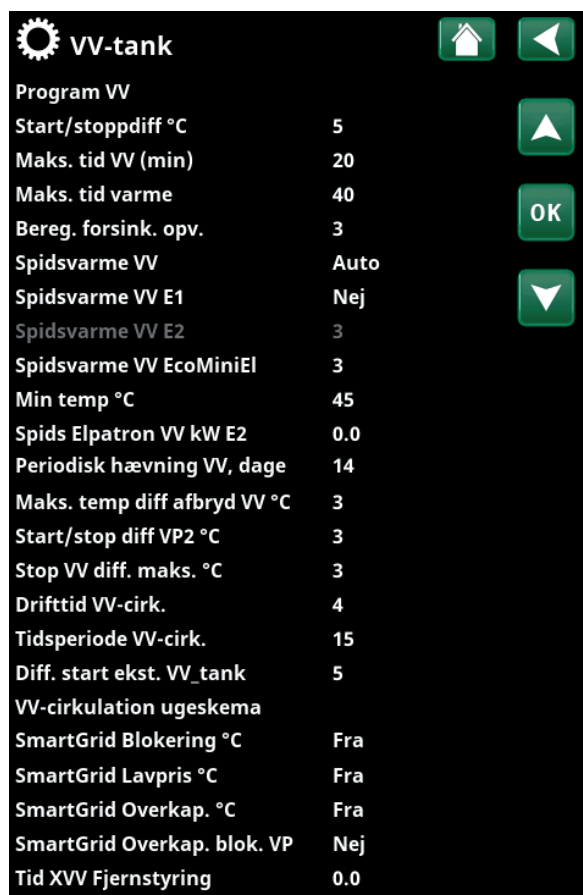 VV-tank
Program VV
Start/stoppdiff °C 5
Maks. tid VV (min) 20
Maks. tid varme 40
Bereg. forsink. opv. 3
OK
Spidsvarme VV Auto
Spidsvarme VV E1 Nej
Spidsvarme VV E2 3
Spidsvarme VV EcoMiniEl 3
Min temp °C 45
Spids Elpatron VV kW E2 0.0
Periodisk hævning VV, dage 14
Maks. temp diff afbryd VV °C 3
Start/stop diff VP2 °C 3
Stop VV diff. maks. °C 3
Drifttid VV-cirk. 4
Tidsperiode VV-cirk. 15
Diff. start ekst. VV_tank 5
VV-cirkulation ugeskema
SmartGrid Blokering °C Fra
SmartGrid Lavpris °C Fra
SmartGrid Overkap. °C Fra
SmartGrid Overkap. blok. VP Nej
Tid XVV Fjernstyring 0.0